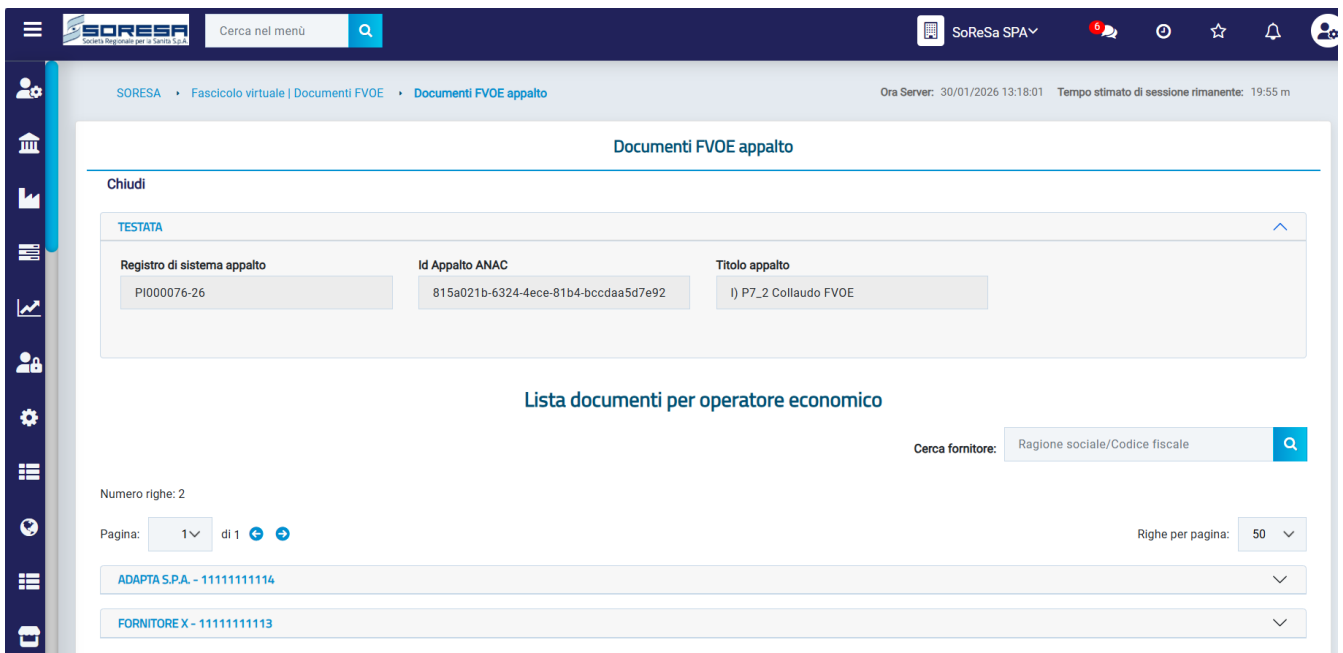 SORESA
Società Regionale per la Sanità S.p.A.
Cerca nel menù
SoReSa SPA
6
SORESA Fascicolo virtuale | Documenti FVOE Documenti FVOE appalto
Ora Server: 30/01/2026 13:18:01 Tempo stimato di sessione rimanente: 19:55 m
Documenti FVOE appalto
Chiudi
TESTATA
Registro di sistema appalto Id Appalto ANAC Titolo appalto
PI000076-26 815a021b-6324-4ece-81b4-bccdaa5d7e92 I) P7_2 Collaudo FVOE
Lista documenti per operatore economico
Cerca fornitore: Ragione sociale/Codice fiscale
Numero righe: 2
Pagina: 1 di 1 Righe per pagina: 50
ADAPTA S.P.A. - 11111111114
FORNITORE X - 11111111113